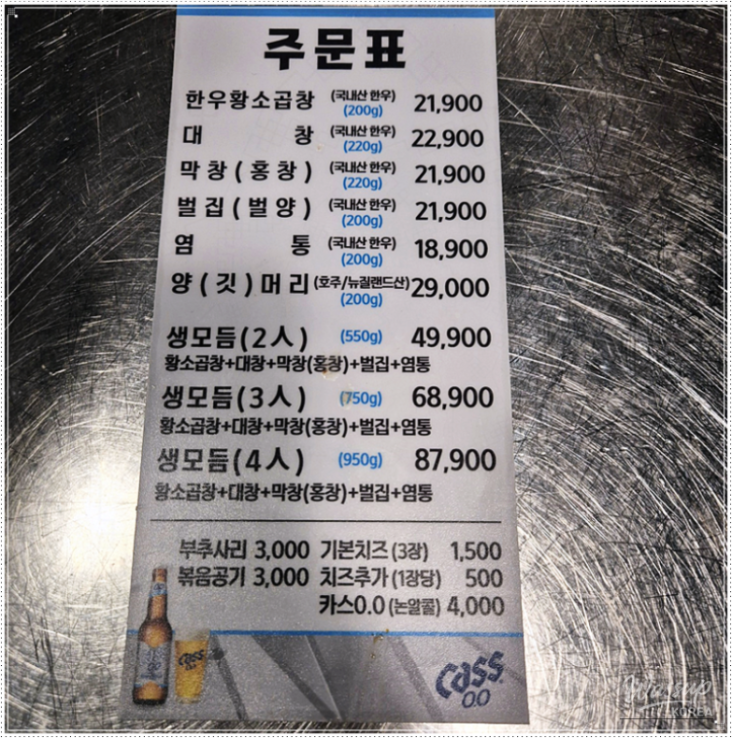 주문표
한우황소곱창 (국내산 한우) (200g) 21,900
대 창 (국내산 한우) (220g) 22,900
막창(홍창) (국내산 한우) (220g) 21,900
벌집(벌양) (국내산 한우) (200g) 21,900
염 통 (국내산 한우) (200g) 18,900
양(깃)머리 (호주/뉴질랜드산) (200g) 29,000
생모듬(2人) (550g) 49,900
황소곱창+대창+막창(홍창)+벌집+염통
생모듬(3人) (750g) 68,900
황소곱창+대창+막창(홍창)+벌집+염통
생모듬(4人) (950g) 87,900
황소곱창+대창+막창(홍창)+벌집+염통
부추사리 3,000 기본치즈 (3장) 1,500
볶음공기 3,000 치즈추가 (1장당) 500
카스0.0 (논알콜) 4,000
Cass
Cass 0.0
KOREA